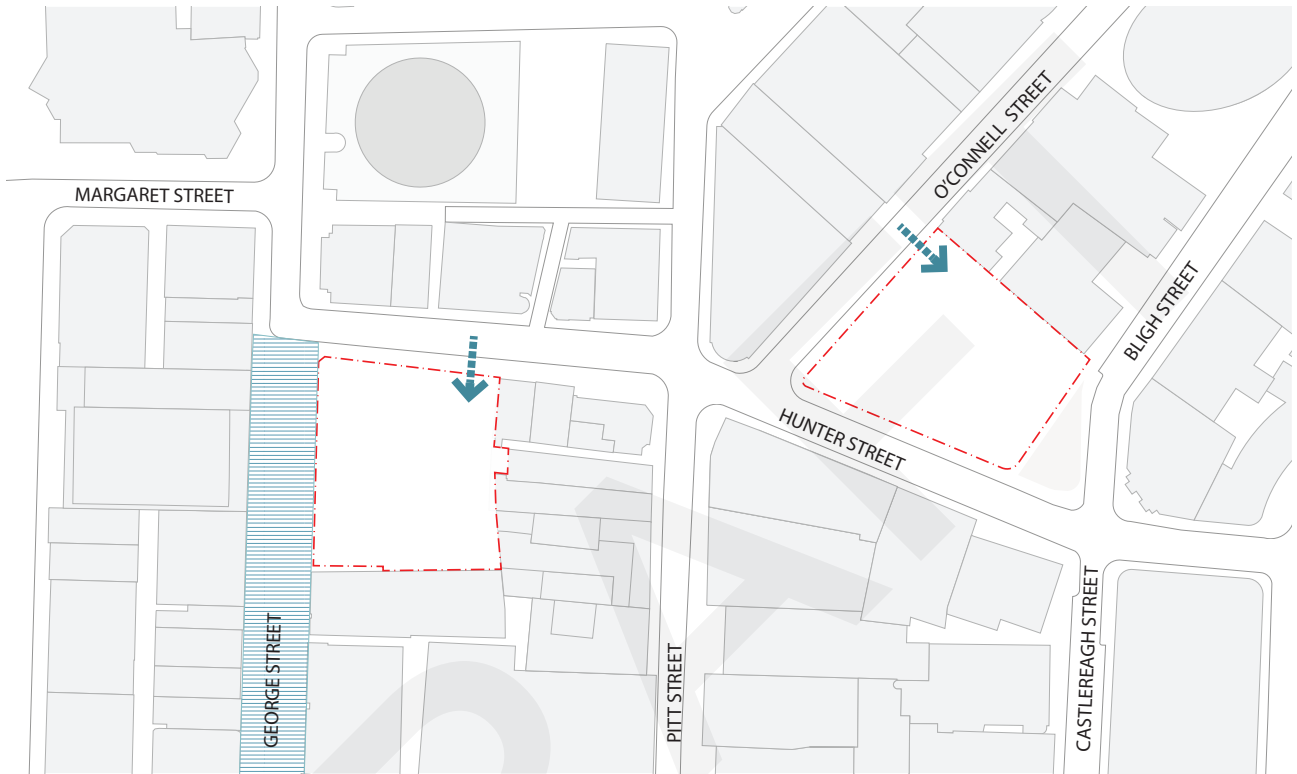 O'CONNELL STREET
MARGARET STREET
BLIGH STREET
HUNTER STREET
GEORGE STREET
PITT STREET
CASTLEREAGH STREET